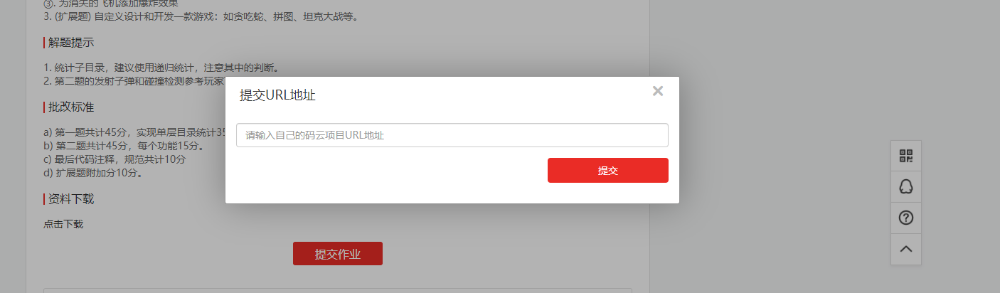 ③. 为消失的飞机添加爆炸效果
3. (扩展题) 自定义设计和开发一款游戏：如贪吃蛇、拼图、坦克大战等。
解题提示
1. 统计子目录，建议使用递归统计，注意其中的判断。
2. 第二题的发射子弹和碰撞检测参考玩家
提交URL地址
×
批改标准
请输入自己的码云项目URL地址
a) 第一题共计45分，实现单层目录统计35
b) 第二题共计45分，每个功能15分。
c) 最后代码注释，规范共计10分
d) 扩展题附加分10分。
提交
资料下载
点击下载
提交作业